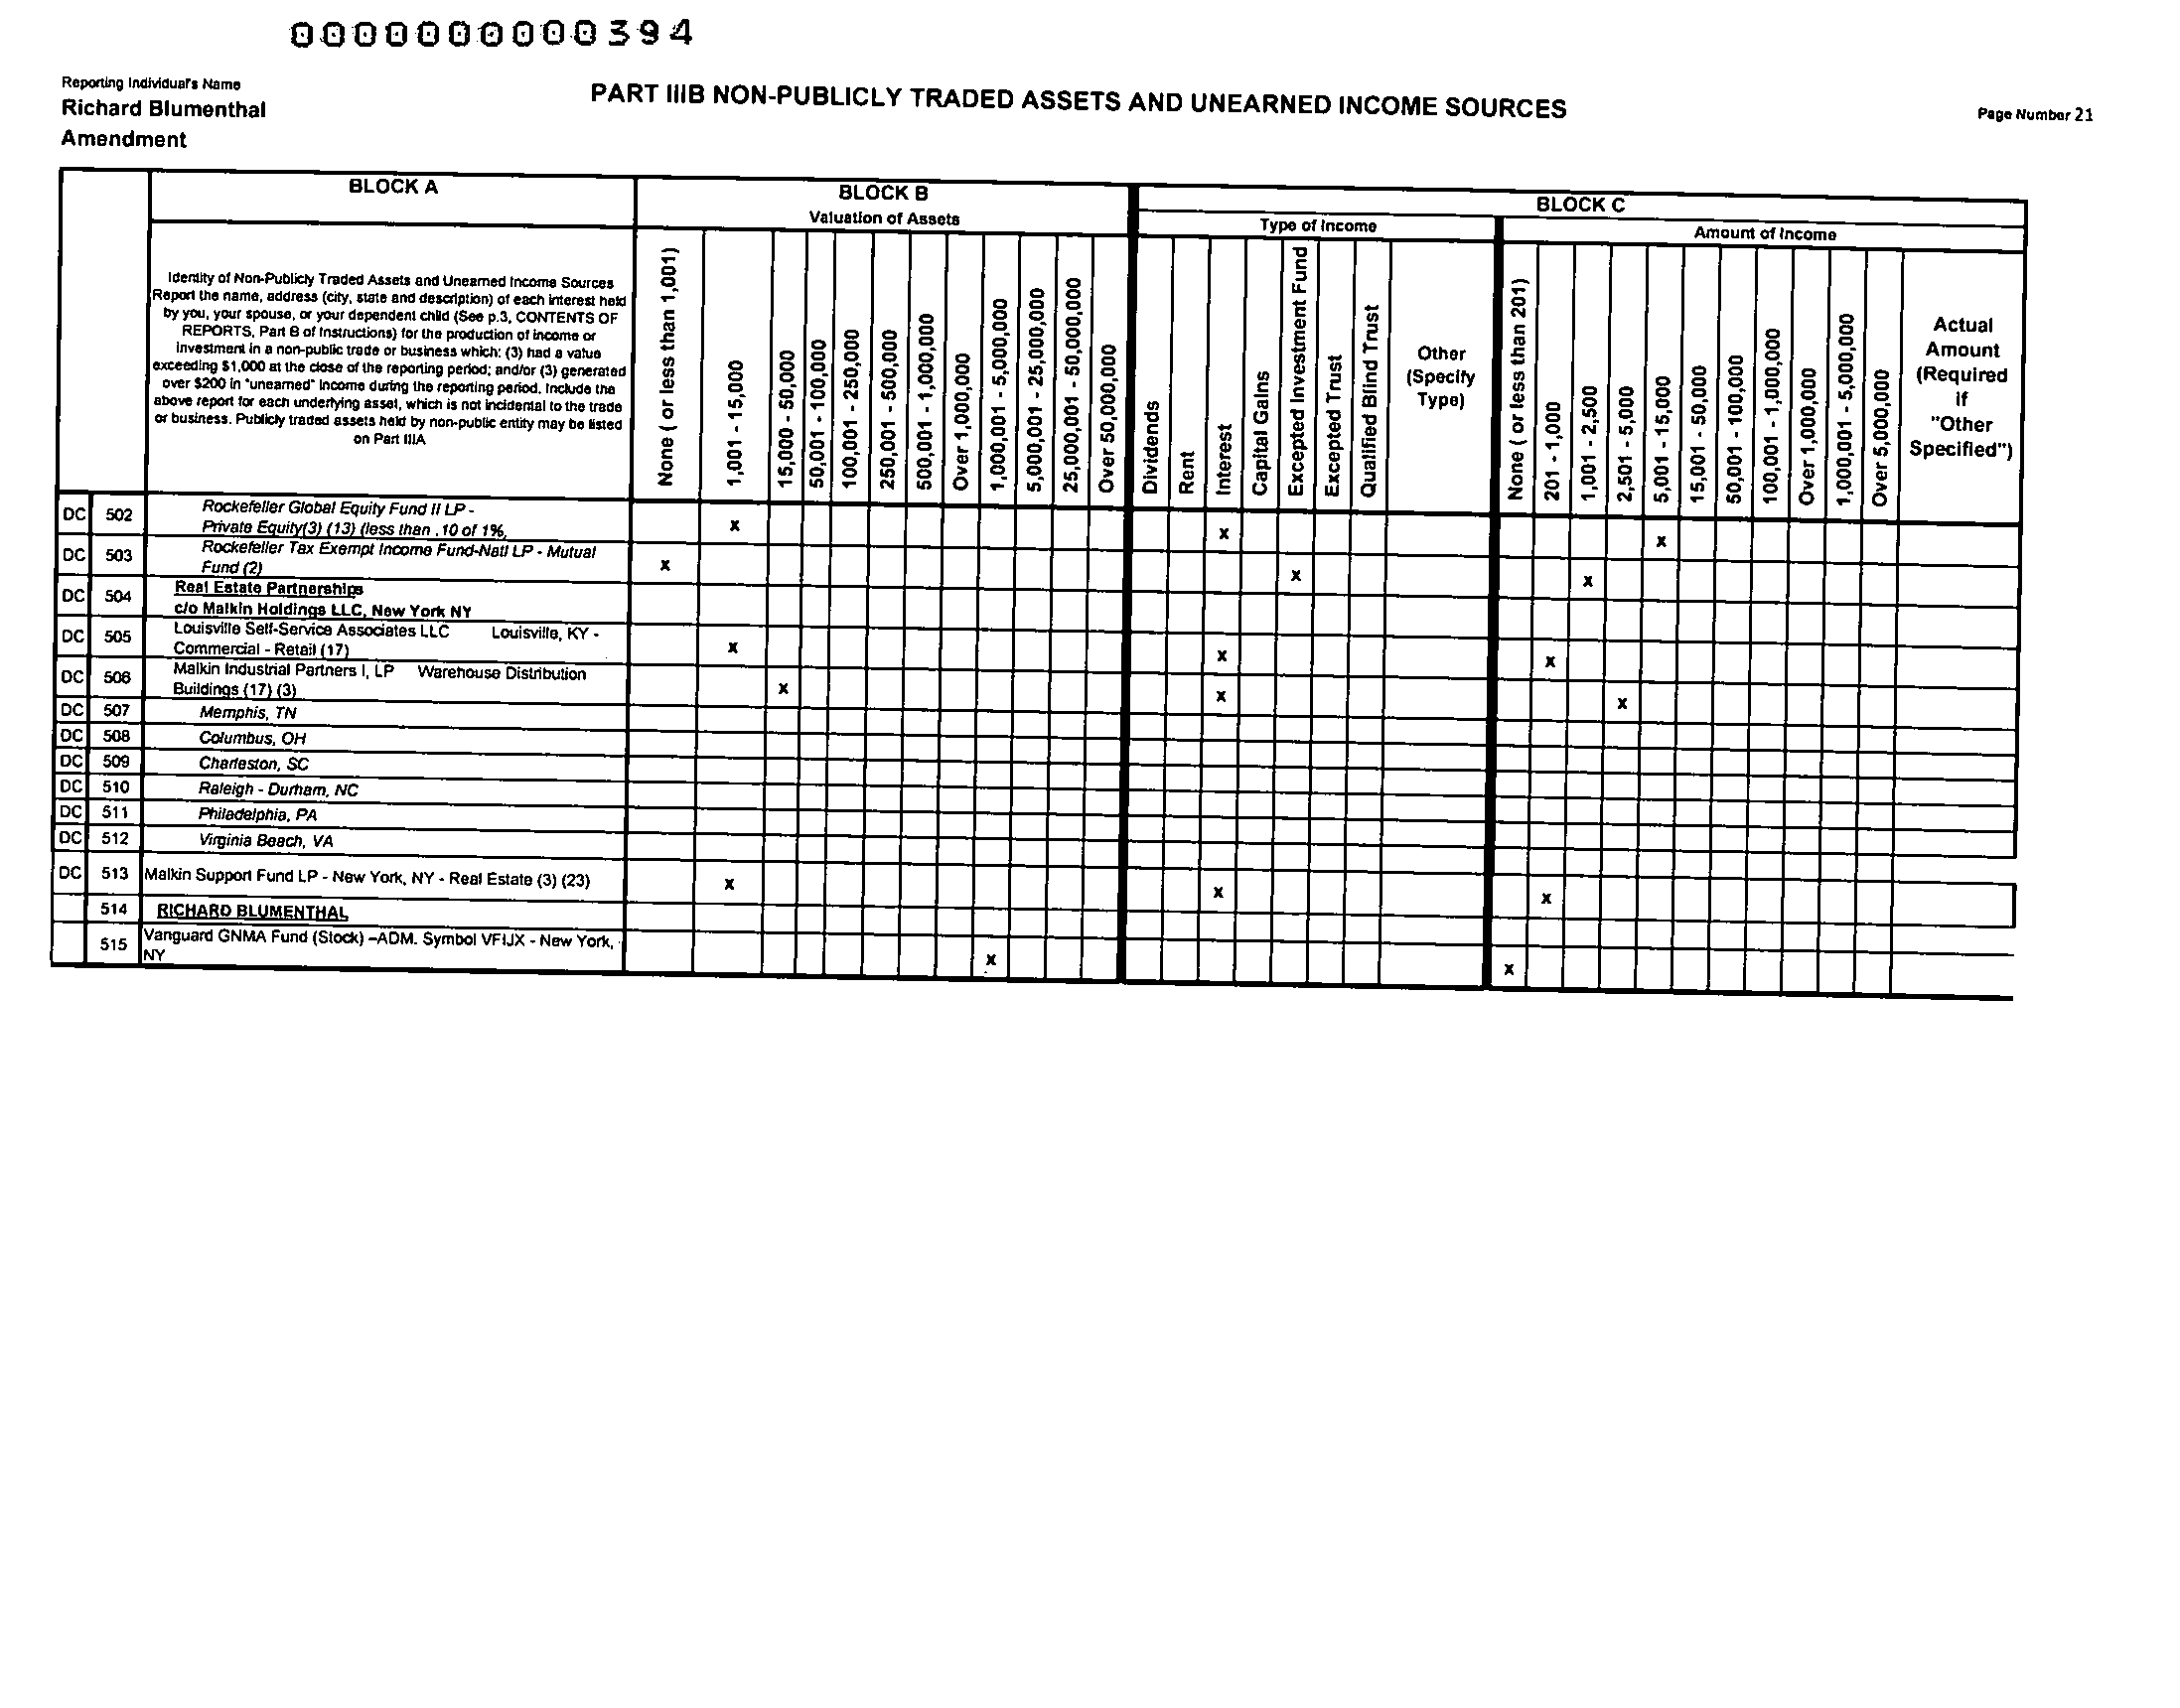 0000000000394
Reporting Individual's Name
Richard Blumenthal
Amendment
PART IIIB NON-PUBLICLY TRADED ASSETS AND UNEARNED INCOME SOURCES
Page Number 21
BLOCK A
BLOCK B
Valuation of Assets
BLOCK C
Type of Income
Amount of Income
Identity of Non-Publicly Traded Assets and Unearned Income Sources
Report the name, address (city, state and description) of each interest held
by you, your spouse, or your dependent child (See p.3, CONTENTS OF
REPORTS, Part B of Instructions) for the production of income or
investment in a non-public trade or business which: (3) had a value
exceeding $1,000 at the close of the reporting period; and/or (3) generated
over $200 in "unearned" income during the reporting period. Include the
above report for each underlying asset, which is not incidental to the trade
or business. Publicly traded assets held by non-public entity may be listed
on Part IIIA
None ( or less than 1,001)
1,001 - 15,000
15,000 - 50,000
50,001 - 100,000
100,001 - 250,000
250,001 - 500,000
500,001 - 1,000,000
Over 1,000,000
1,000,001 - 5,000,000
5,000,001 - 25,000,000
25,000,001 - 50,000,000
Over 50,000,000
Dividends
Rent
Interest
Capital Gains
Excepted Investment Fund
Excepted Trust
Qualified Blind Trust
Other
(Specify
Type)
None ( or less than 201)
201 - 1,000
1,001 - 2,500
2,501 - 5,000
5,001 - 15,000
15,001 - 50,000
50,001 - 100,000
100,001 - 1,000,000
Over 1,000,000
1,000,001 - 5,000,000
Over 5,000,000
Actual
Amount
(Required
if
"Other
Specified")
DC 502 Rockefeller Global Equity Fund II LP -
Private Equity(3) (13) (less than .10 of 1%, x x x
DC 503 Rockefeller Tax Exempt Income Fund-Natl LP - Mutual
Fund (2) x x x
DC 504 Real Estate Partnerships
c/o Malkin Holdings LLC, New York NY
DC 505 Louisville Self-Service Associates LLC Louisville, KY -
Commercial - Retail (17) x x x
DC 506 Malkin Industrial Partners I, LP Warehouse Distribution
Buildings (17) (3) x x x
DC 507 Memphis, TN
DC 508 Columbus, OH
DC 509 Charleston, SC
DC 510 Raleigh - Durham, NC
DC 511 Philadelphia, PA
DC 512 Virginia Beach, VA
DC 513 Malkin Support Fund LP - New York, NY - Real Estate (3) (23) x x x
514 RICHARD BLUMENTHAL
515 Vanguard GNMA Fund (Stock) –ADM. Symbol VFIJX - New York,
NY x x